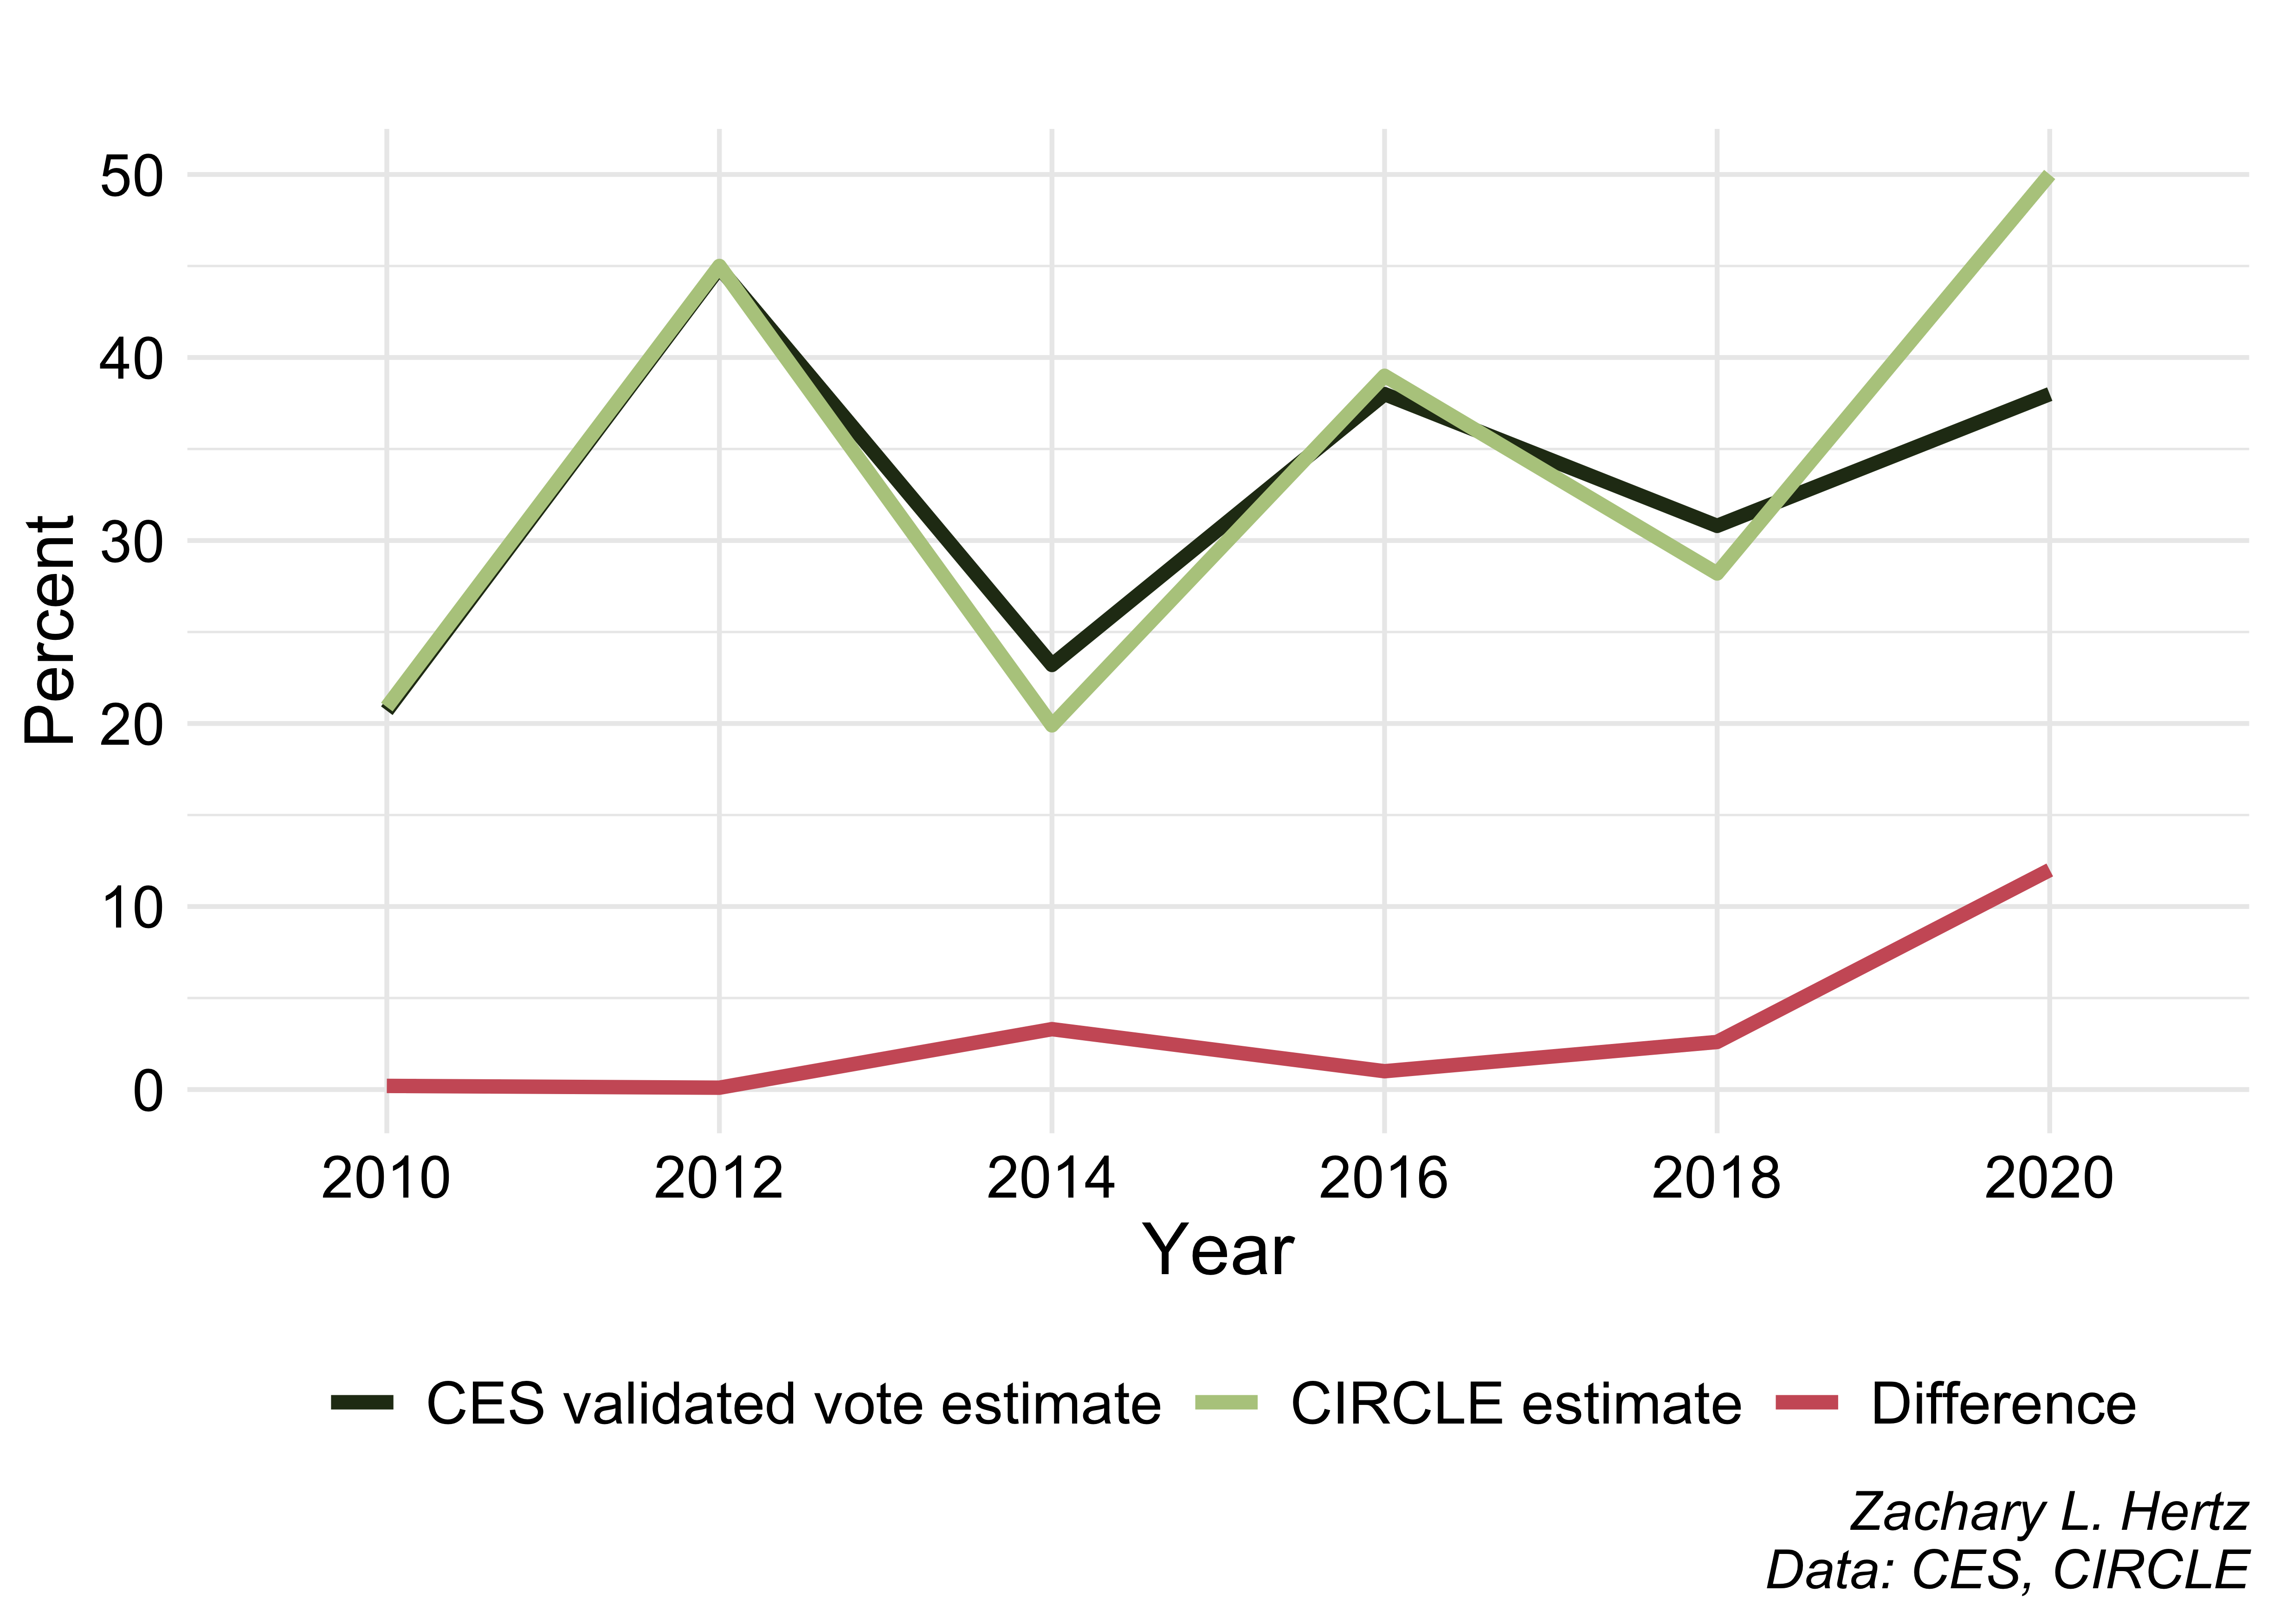 50
40
30
20
10
0
Percent
2010 2012 2014 2016 2018 2020
Year
CES validated vote estimate CIRCLE estimate Difference
Zachary L. Hertz
Data: CES, CIRCLE